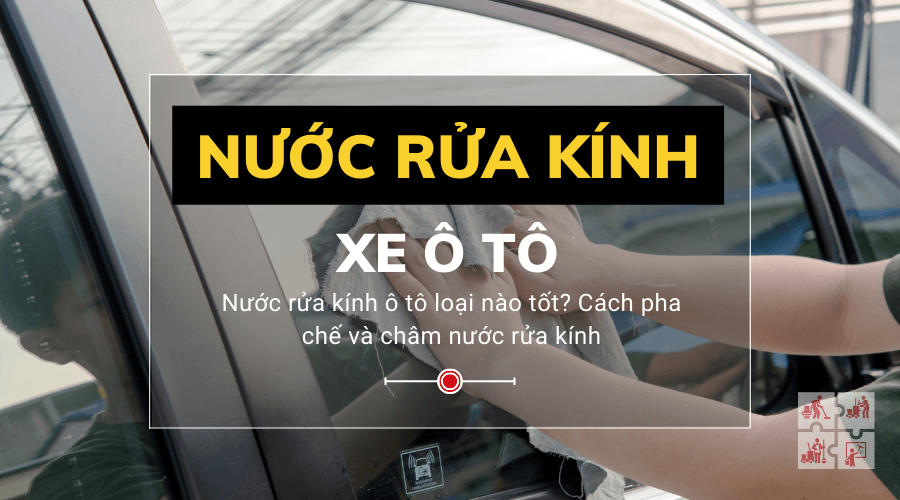 NƯỚC RỬA KÍNH
XE Ô TÔ
Nước rửa kính ô tô loại nào tốt? Cách pha
chế và châm nước rửa kính